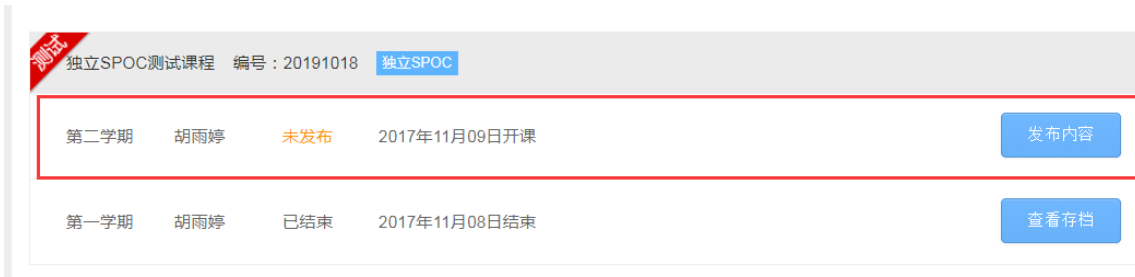 测试
独立SPOC测试课程 编号：20191018 独立SPOC
第二学期 胡雨婷 未发布 2017年11月09日开课 发布内容
第一学期 胡雨婷 已结束 2017年11月08日结束 查看存档